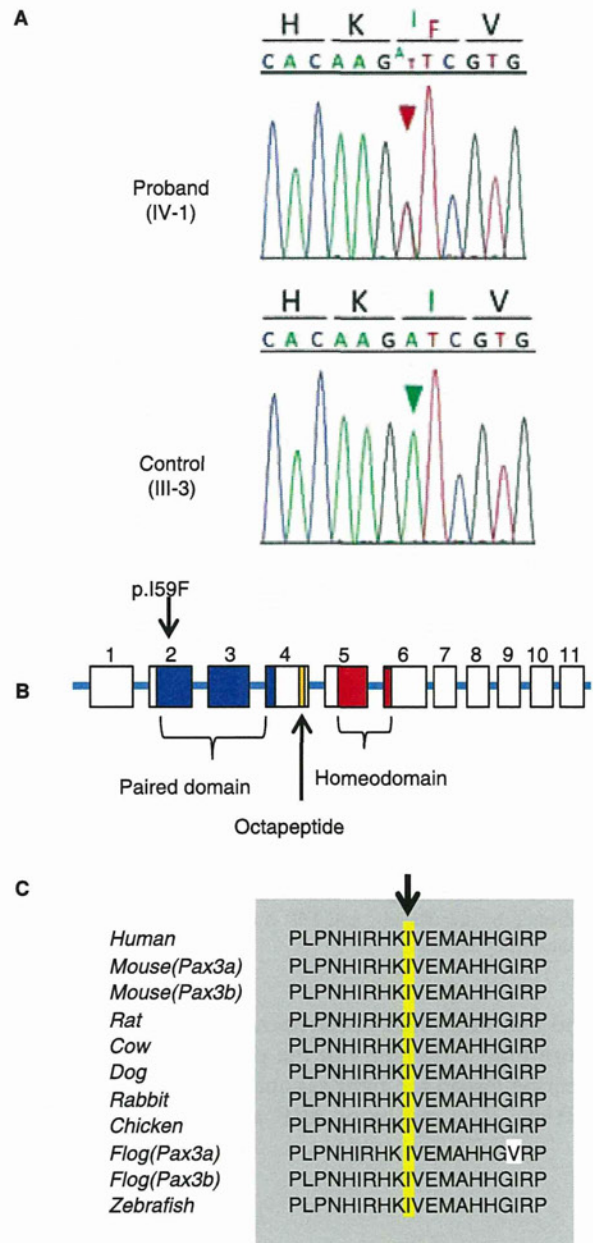 A
H K I F V
C A C A A G A T T C G T G
Proband
(IV-1)
H K I V
C A C A A G A T C G T G
Control
(III-3)
p.I59F
1 2 3 4 5 6 7 8 9 10 11
B
Paired domain
Homeodomain
Octapeptide
C
Human PLPNHIRHKIVEMAHHGIRP
Mouse(Pax3a) PLPNHIRHKIVEMAHHGIRP
Mouse(Pax3b) PLPNHIRHKIVEMAHHGIRP
Rat PLPNHIRHKIVEMAHHGIRP
Cow PLPNHIRHKIVEMAHHGIRP
Dog PLPNHIRHKIVEMAHHGIRP
Rabbit PLPNHIRHKIVEMAHHGIRP
Chicken PLPNHIRHKIVEMAHHGIRP
Flog(Pax3a) PLPNHIRHKIVEMAHHGVRP
Flog(Pax3b) PLPNHIRHKIVEMAHHGIRP
Zebrafish PLPNHIRHKIVEMAHHGIRP